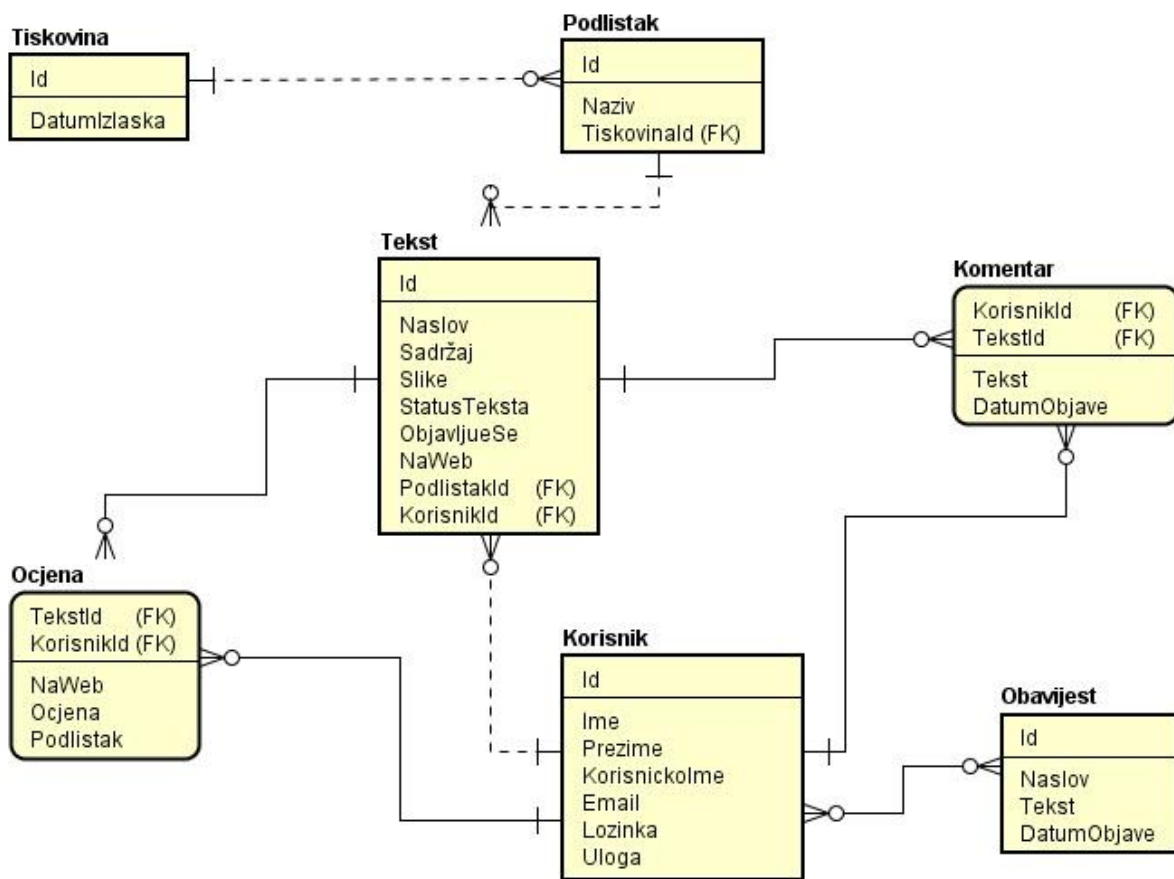 Tiskovina
Id
DatumIzlaska
Podlistak
Id
Naziv
TiskovinaId (FK)
Tekst
Id
Naslov
Sadržaj
Slike
StatusTeksta
ObjavljueSe
NaWeb
PodlistakId (FK)
KorisnikId (FK)
Komentar
KorisnikId (FK)
TekstId (FK)
Tekst
DatumObjave
Ocjena
TekstId (FK)
KorisnikId (FK)
NaWeb
Ocjena
Podlistak
Korisnik
Id
Ime
Prezime
KorisnickoIme
Email
Lozinka
Uloga
Obavijest
Id
Naslov
Tekst
DatumObjave